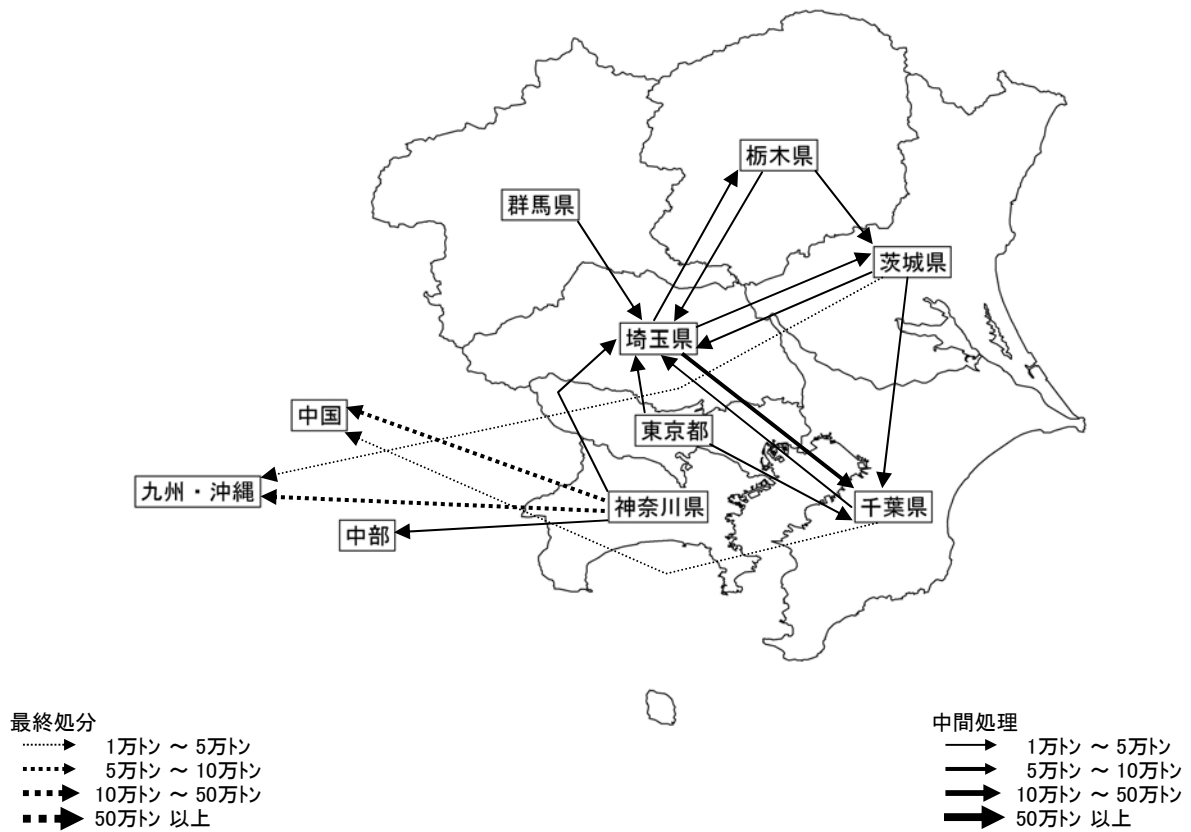 栃木県
群馬県
茨城県
埼玉県
中国
東京都
九州・沖縄
神奈川県
千葉県
中部
最終処分
1万トン ～ 5万トン
5万トン ～ 10万トン
10万トン ～ 50万トン
50万トン 以上
中間処理
1万トン ～ 5万トン
5万トン ～ 10万トン
10万トン ～ 50万トン
50万トン 以上